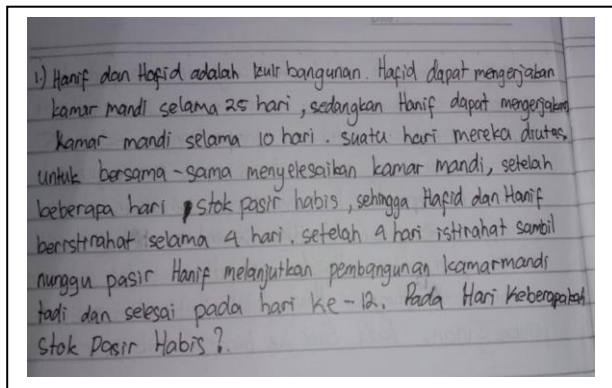 1.) Hanif dan Hafid adalah kuli bangunan. Hafid dapat mengerjakan
kamar mandi selama 25 hari, sedangkan Hanif dapat mengerjakan
kamar mandi selama 10 hari. suatu hari mereka diutus
untuk bersama-sama menyelesaikan kamar mandi, setelah
beberapa hari stok pasir habis, sehingga Hafid dan Hanif
beristirahat selama 4 hari. setelah 4 hari istirahat sambil
nunggu pasir Hanif melanjutkan pembangunan kamarmandi
tadi dan selesai pada hari ke-12. Pada Hari Keberapakah
Stok Pasir Habis?